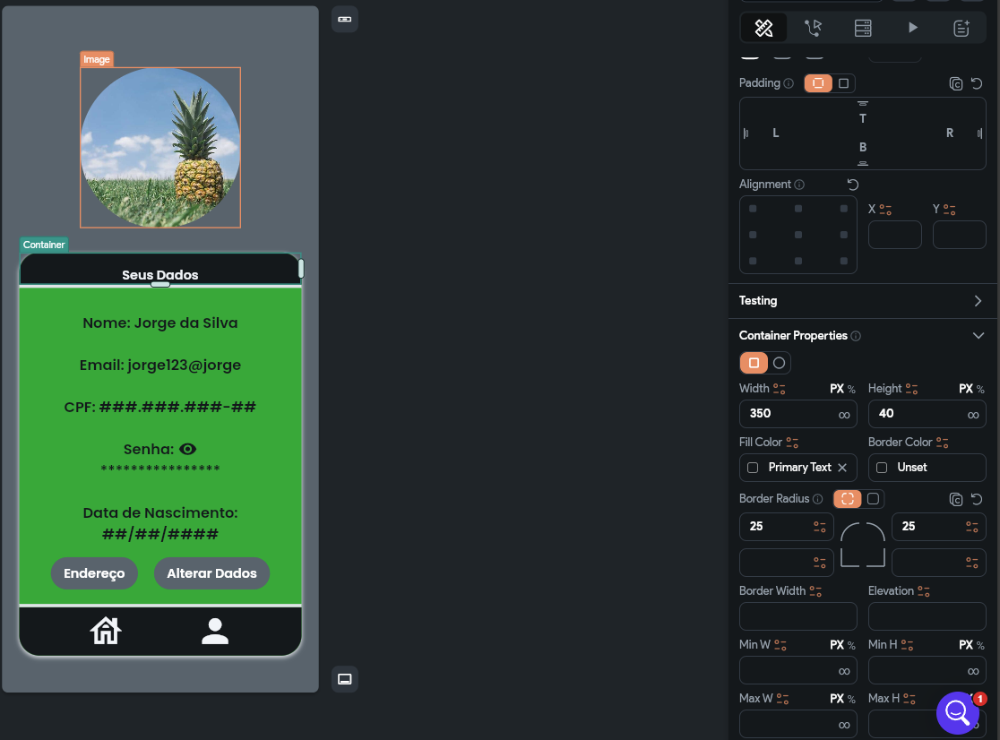 Image
Container
Seus Dados
Nome: Jorge da Silva
Email: jorge123@jorge
CPF: ###.###.###-##
Senha:
****************
Data de Nascimento:
##/##/####
Endereço
Alterar Dados
Padding
T
L
R
B
Alignment
X
Y
Testing
Container Properties
Width PX %
Height PX %
350 ∞
40 ∞
Fill Color
Border Color
Primary Text
Unset
Border Radius
25
25
Border Width
Elevation
Min W PX %
Min H PX %
∞
∞
Max W PX %
Max H
1
∞